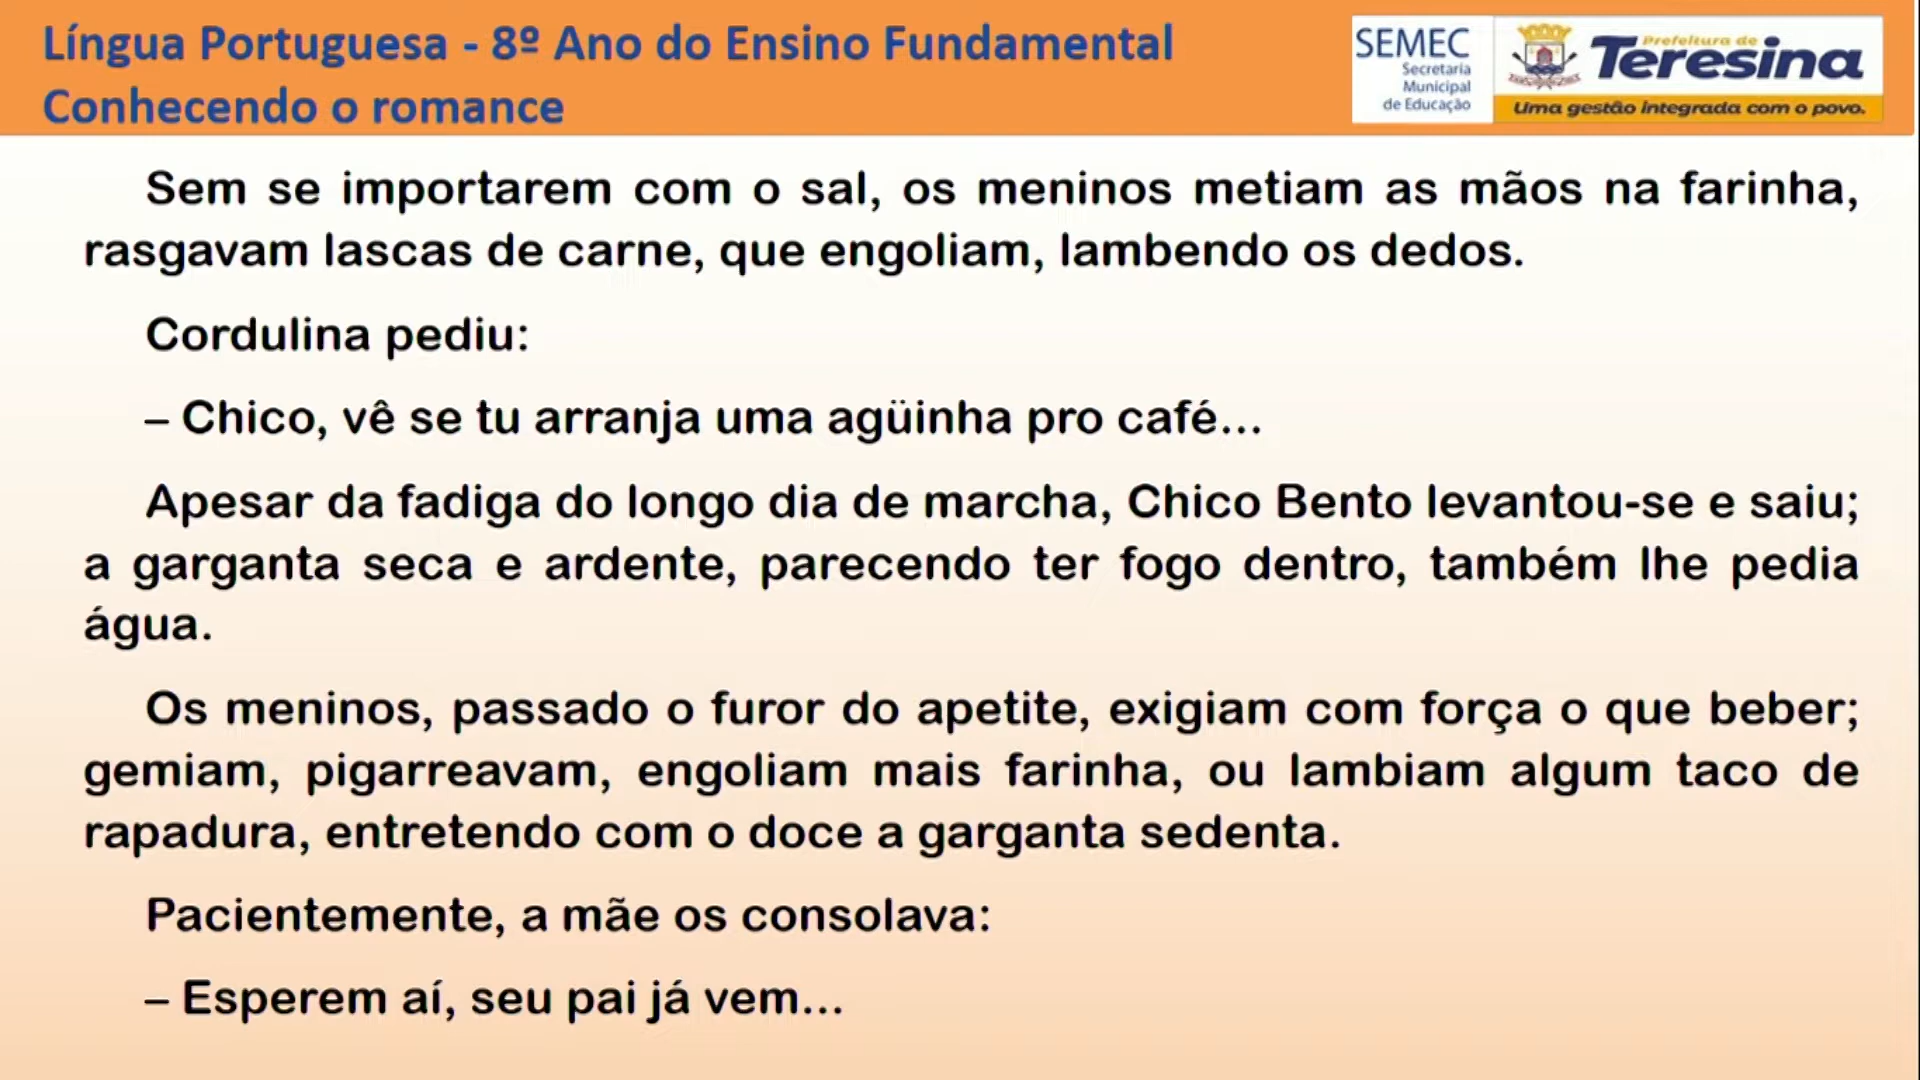 Língua Portuguesa - 8º Ano do Ensino Fundamental
Conhecendo o romance
SEMEC
Secretaria
Municipal
de Educação
Prefeitura de
Teresina
Uma gestão integrada com o povo.
Sem se importarem com o sal, os meninos metiam as mãos na farinha,
rasgavam lascas de carne, que engoliam, lambendo os dedos.
Cordulina pediu:
– Chico, vê se tu arranja uma agüinha pro café...
Apesar da fadiga do longo dia de marcha, Chico Bento levantou-se e saiu;
a garganta seca e ardente, parecendo ter fogo dentro, também lhe pedia
água.
Os meninos, passado o furor do apetite, exigiam com força o que beber;
gemiam, pigarreavam, engoliam mais farinha, ou lambiam algum taco de
rapadura, entretendo com o doce a garganta sedenta.
Pacientemente, a mãe os consolava:
– Esperem aí, seu pai já vem...